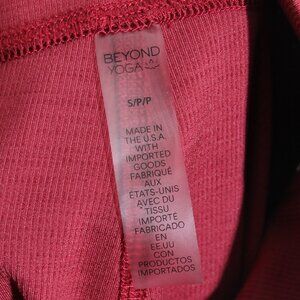 BEYOND
YOGA
S/P/P
MADE IN
THE U.S.A.
WITH
IMPORTED
GOODS
FABRIQUÉ
AUX
ÉTATS-UNIS
AVEC DU
TISSU
IMPORTE
FABRICADO
EN
EE.UU
CON
PRODUCTOS
IMPORTADOS